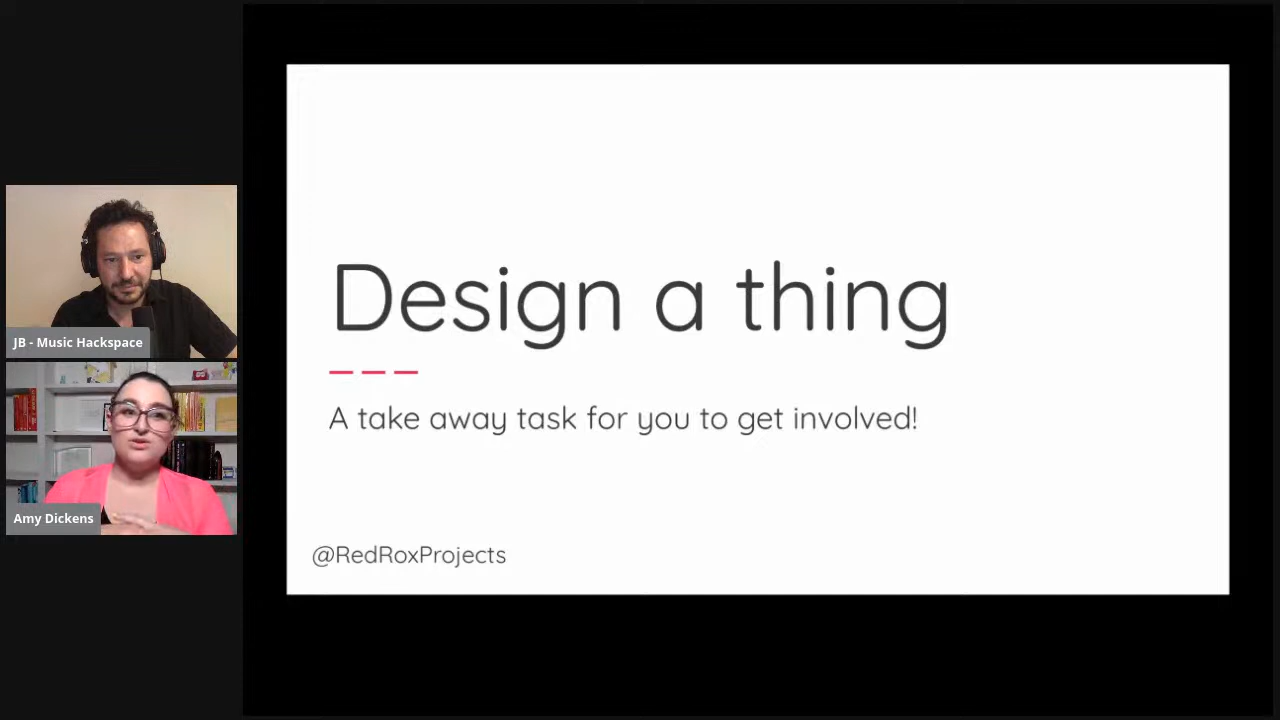 JB - Music Hackspace
Amy Dickens
Design a thing
A take away task for you to get involved!
@RedRoxProjects